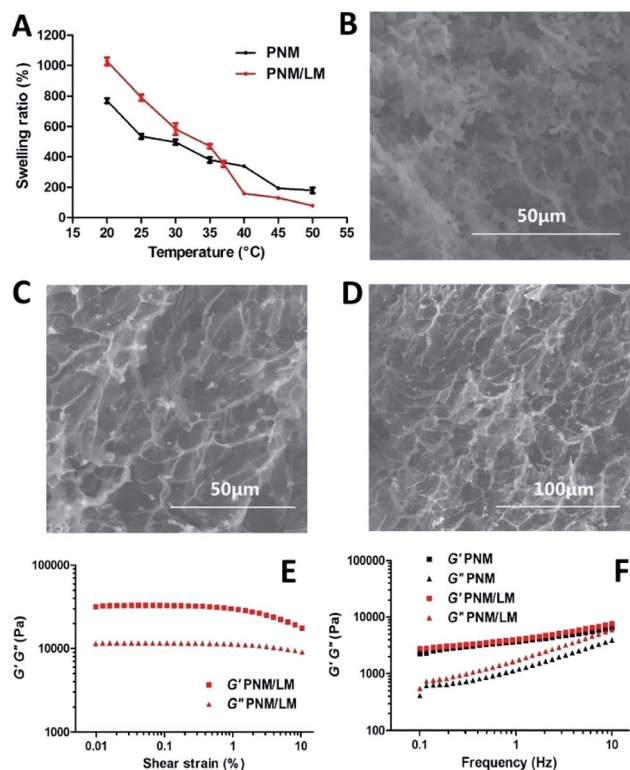 A
1200
1000
800
600
400
200
0
Swelling ratio (%)
PNM
PNM/LM
15 20 25 30 35 40 45 50 55
Temperature (°C)
B
50μm
C
50μm
D
100μm
E
100000
10000
1000
G' G" (Pa)
G' PNM/LM
G" PNM/LM
0.01 0.1 1 10
Shear strain (%)
G' PNM
G" PNM
G' PNM/LM
G" PNM/LM
F
100000
10000
1000
100
G' G" (Pa)
0.1 1 10
Frequency (Hz)